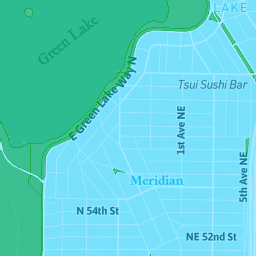 LAKE
Green Lake
E Green Lake Way N
Tsui Sushi Bar
1st Ave NE
5th Ave NE
Meridian
N 54th St
NE 52nd St